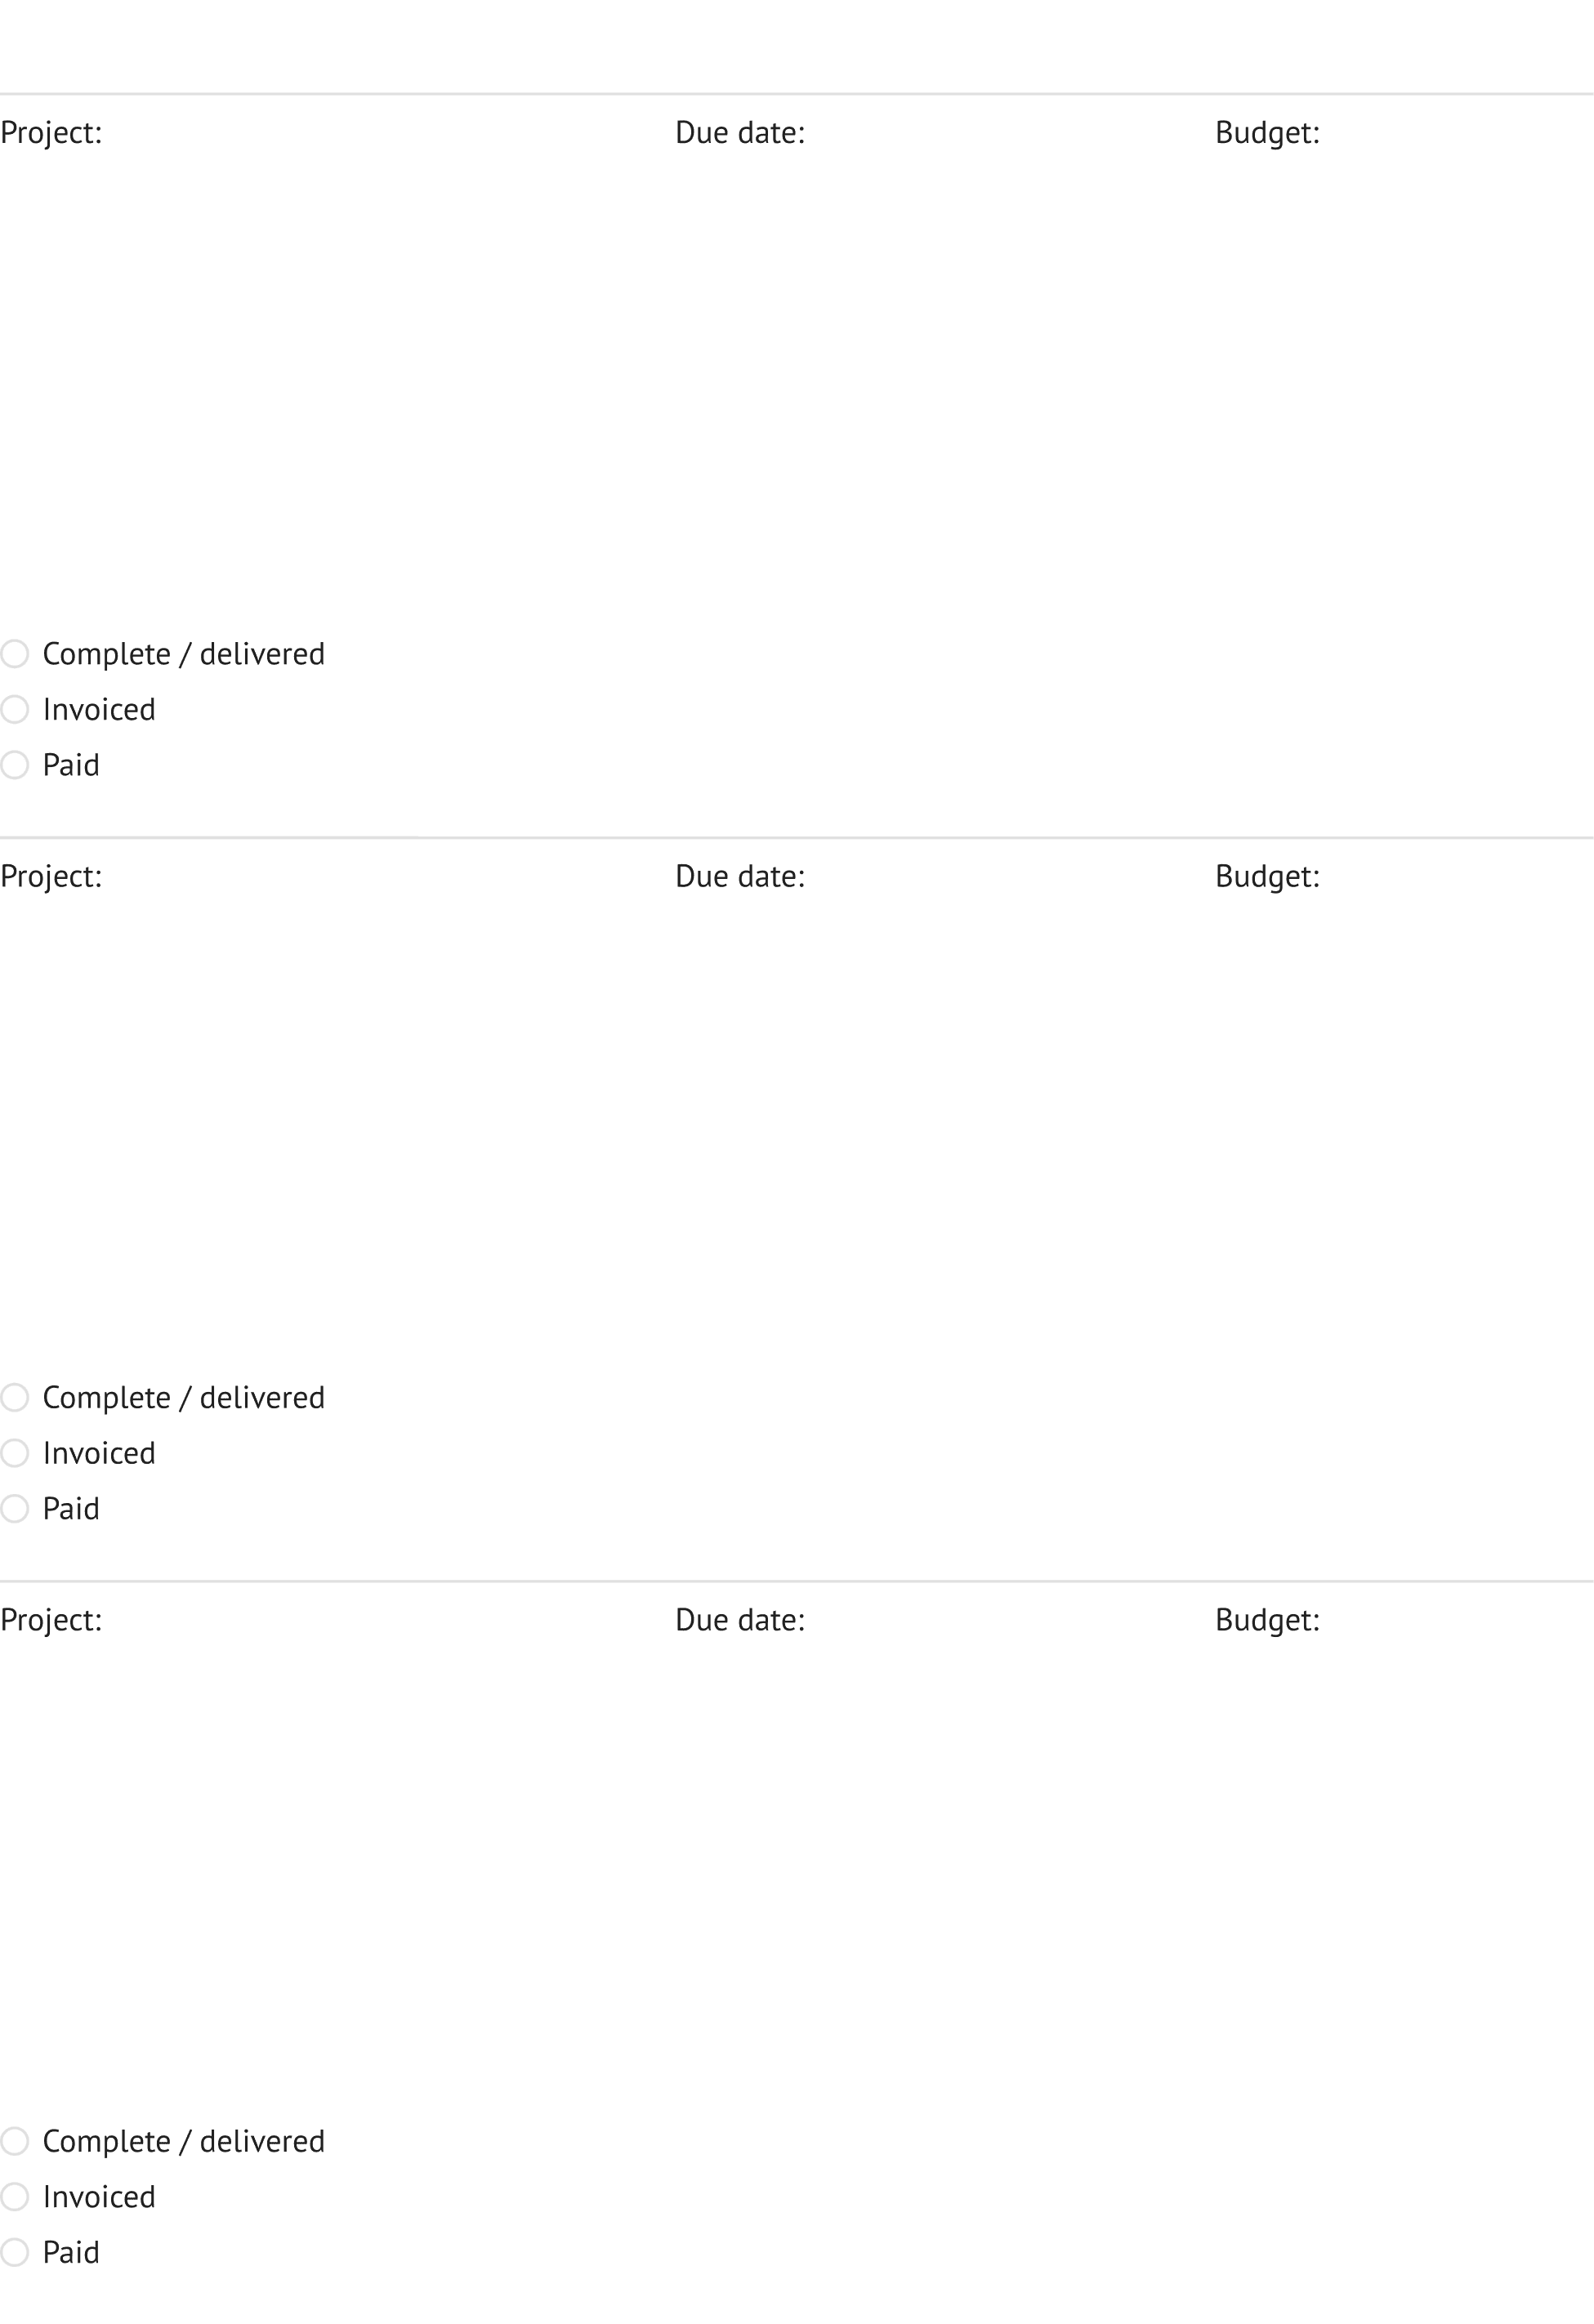 Project: Due date: Budget:
Complete / delivered
Invoiced
Paid
Project: Due date: Budget:
Complete / delivered
Invoiced
Paid
Project: Due date: Budget:
Complete / delivered
Invoiced
Paid